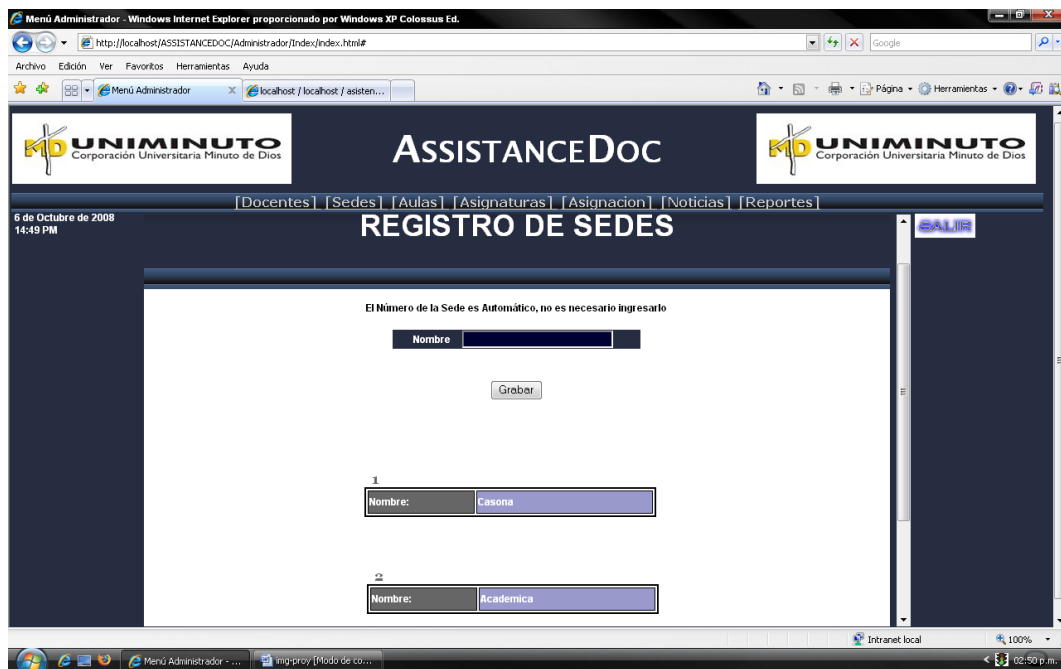 Menú Administrador - Windows Internet Explorer proporcionado por Windows XP Colossus Ed.
http://localhost/ASSISTANCEDOC/Administrador/Index/index.html#
Google
Archivo Edición Ver Favoritos Herramientas Ayuda
Menú Administrador
localhost / localhost / asisten...
Página Herramientas
UNIMINUTO
Corporación Universitaria Minuto de Dios
ASSISTANCEDOC
UNIMINUTO
Corporación Universitaria Minuto de Dios
[Docentes] [Sedes] [Aulas] [Asignaturas] [Asignacion] [Noticias] [Reportes]
6 de Octubre de 2008
14:49 PM
REGISTRO DE SEDES
SALIR
El Número de la Sede es Automático, no es necesario ingresarlo
Nombre
Grabar
1
Nombre: Casona
2
Nombre: Academica
Intranet local
100%
Menú Administrador - ...
img-proy [Modo de co...
02:50 p.m.